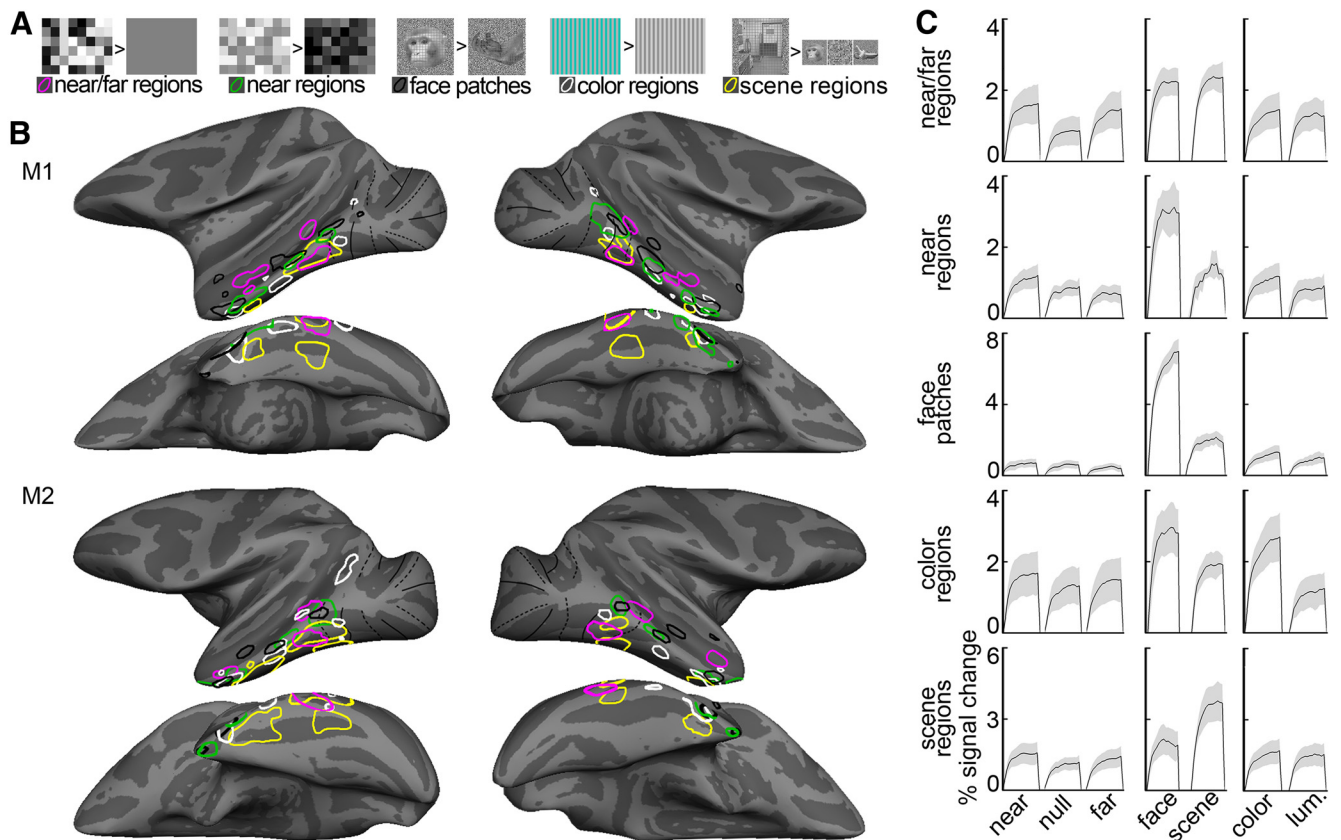 A
>
>
>
>
>
near/far regions
near regions
face patches
color regions
scene regions
B
M1
M2
C
near/far
regions
4
2
0
near
regions
4
2
0
face
patches
8
4
0
color
regions
4
2
0
scene
regions
% signal change
6
3
0
near
null
far
face
scene
color
lum.